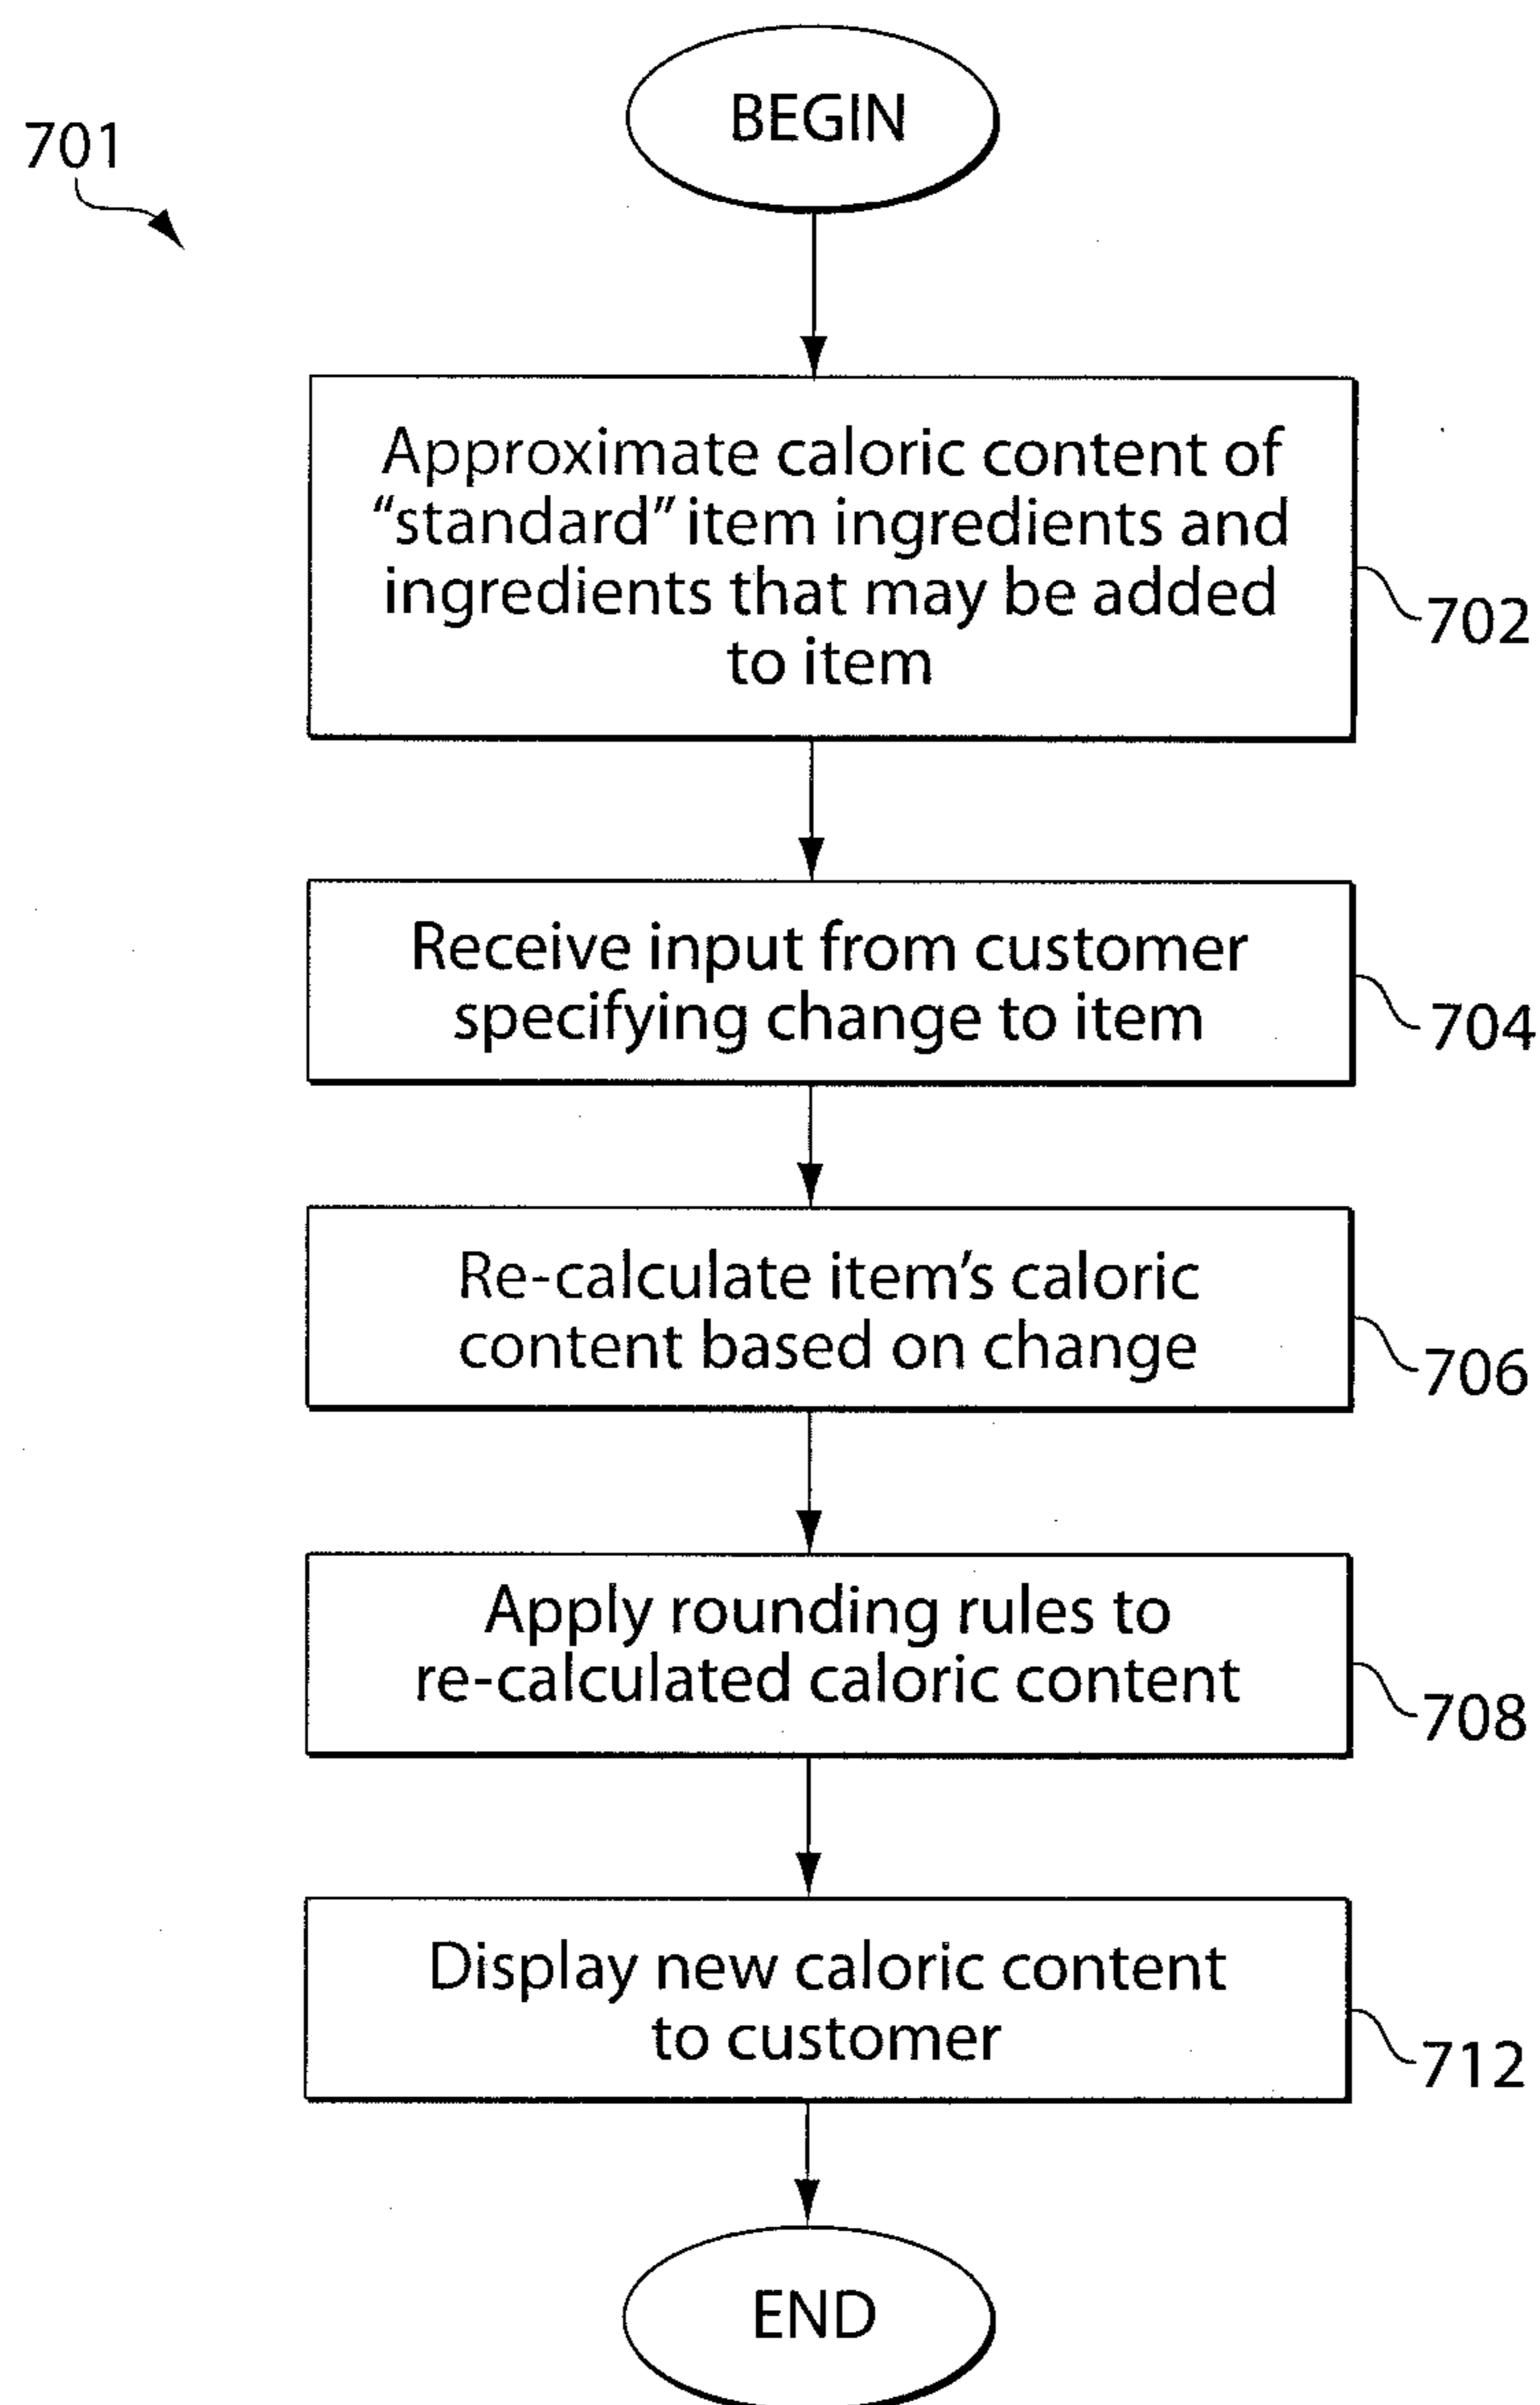 BEGIN
701
Approximate caloric content of
“standard” item ingredients and
ingredients that may be added
to item
702
Receive input from customer
specifying change to item
704
Re-calculate item’s caloric
content based on change
706
Apply rounding rules to
re-calculated caloric content
708
Display new caloric content
to customer
712
END